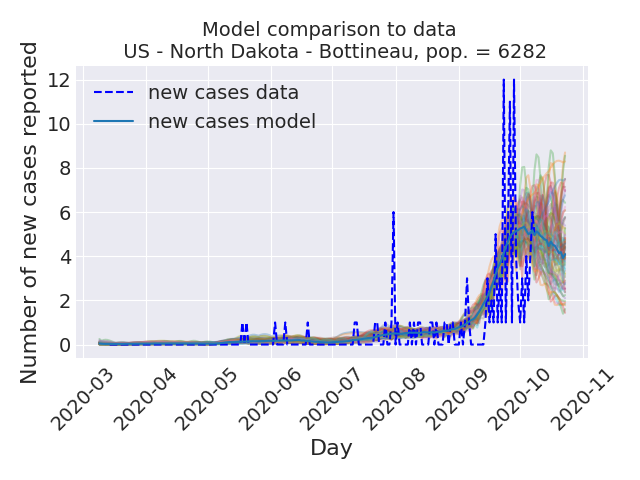 Model comparison to data
US - North Dakota - Bottineau, pop. = 6282
Number of new cases reported
12
10
8
6
4
2
0
new cases data
new cases model
2020-03
2020-04
2020-05
2020-06
2020-07
2020-08
2020-09
2020-10
2020-11
Day